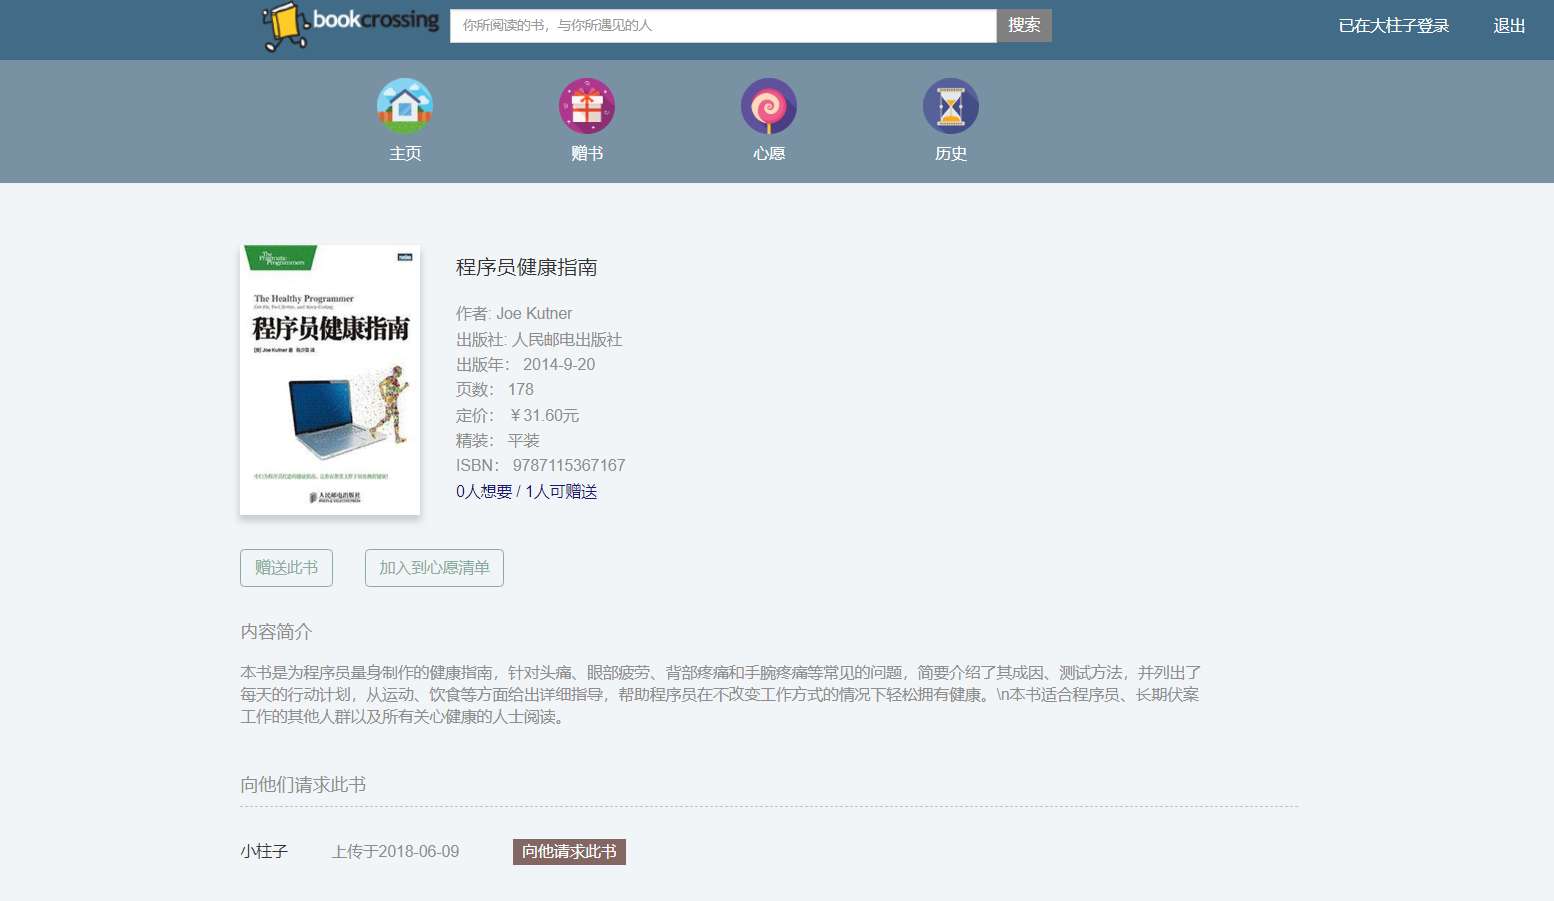 bookcrossing
你所阅读的书，与你所遇见的人
搜索
已在大柱子登录
退出
主页
赠书
心愿
历史
The Pragmatic Programmers
The Healthy Programmer
程序员健康指南
[美] Joe Kutner 著
人民邮电出版社
POSTS & TELECOM PRESS
程序员健康指南
作者: Joe Kutner
出版社: 人民邮电出版社
出版年： 2014-9-20
页数： 178
定价： ￥31.60元
精装： 平装
ISBN： 9787115367167
0人想要 / 1人可赠送
赠送此书
加入到心愿清单
内容简介
本书是为程序员量身制作的健康指南，针对头痛、眼部疲劳、背部疼痛和手腕疼痛等常见的问题，简要介绍了其成因、测试方法，并列出了
每天的行动计划，从运动、饮食等方面给出详细指导，帮助程序员在不改变工作方式的情况下轻松拥有健康。\n本书适合程序员、长期伏案
工作的其他人群以及所有关心健康的人士阅读。
向他们请求此书
小柱子
上传于2018-06-09
向他请求此书